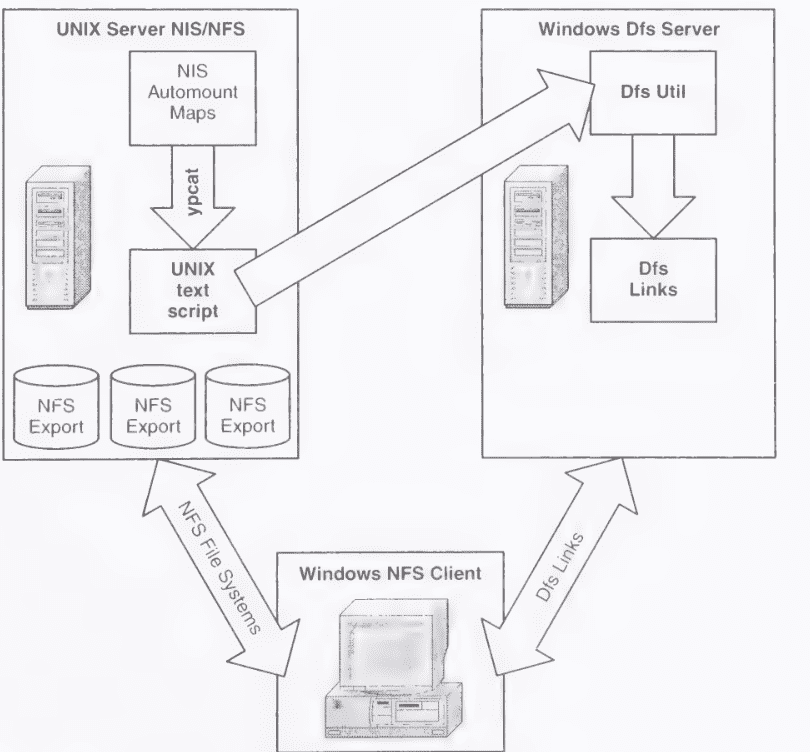 UNIX Server NIS/NFS
NIS
Automount
Maps
ypcat
UNIX
text
script
NFS
Export
NFS
Export
NFS
Export
Windows Dfs Server
Dfs Util
Dfs
Links
NFS File Systems
Dfs Links
Windows NFS Client